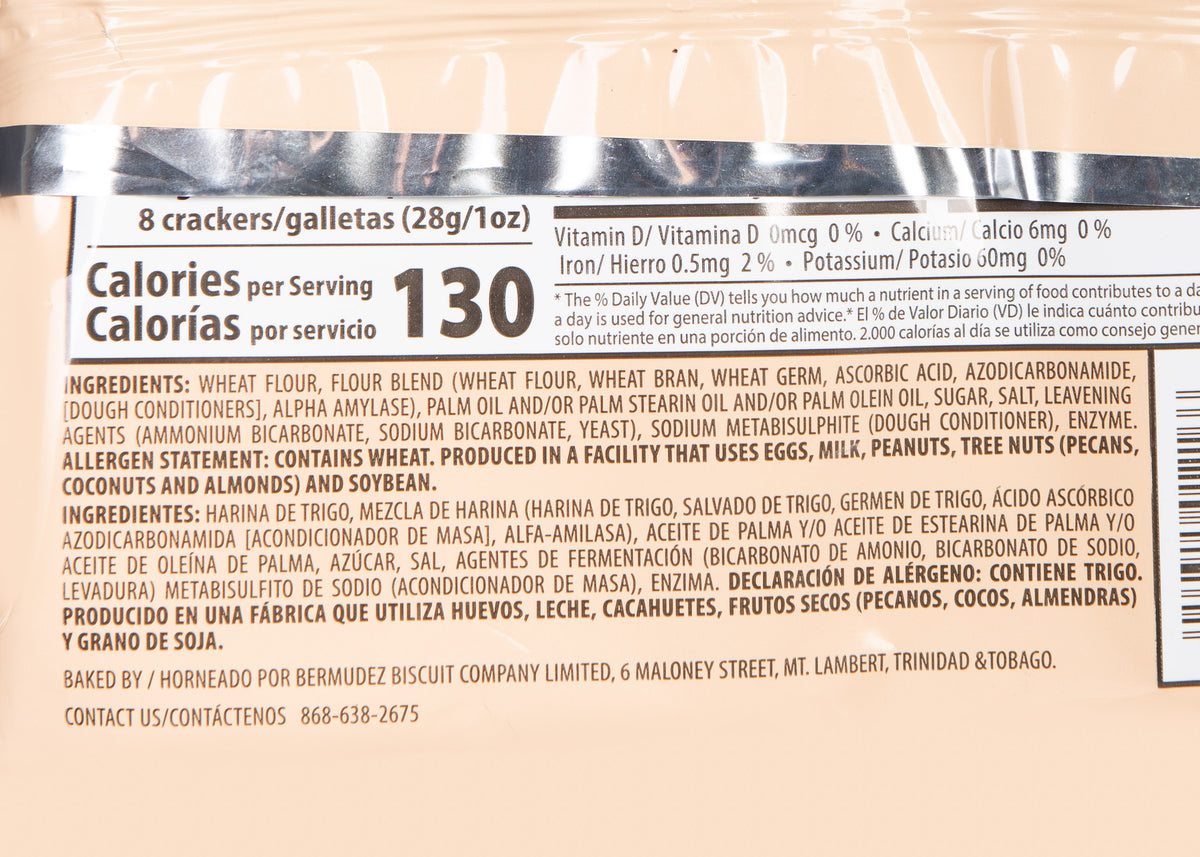 8 crackers/galletas (28g/1oz)
Calories per Serving
Calorías por servicio
130
Vitamin D/ Vitamina D 0mcg 0 % • Calcium/ Calcio 6mg 0 %
Iron/ Hierro 0.5mg 2 % • Potassium/ Potasio 60mg 0%
* The % Daily Value (DV) tells you how much a nutrient in a serving of food contributes to a
a day is used for general nutrition advice.* El % de Valor Diario (VD) le indica cuánto
solo nutriente en una porción de alimento. 2.000 calorías al día se utiliza como consejo
INGREDIENTS: WHEAT FLOUR, FLOUR BLEND (WHEAT FLOUR, WHEAT BRAN, WHEAT GERM, ASCORBIC ACID, AZODICARBONAMIDE,
[DOUGH CONDITIONERS], ALPHA AMYLASE), PALM OIL AND/OR PALM STEARIN OIL AND/OR PALM OLEIN OIL, SUGAR, SALT, LEAVENING
AGENTS (AMMONIUM BICARBONATE, SODIUM BICARBONATE, YEAST), SODIUM METABISULPHITE (DOUGH CONDITIONER), ENZYME.
ALLERGEN STATEMENT: CONTAINS WHEAT. PRODUCED IN A FACILITY THAT USES EGGS, MILK, PEANUTS, TREE NUTS (PECANS,
COCONUTS AND ALMONDS) AND SOYBEAN.
INGREDIENTES: HARINA DE TRIGO, MEZCLA DE HARINA (HARINA DE TRIGO, SALVADO DE TRIGO, GERMEN DE TRIGO, ÁCIDO ASCÓRBICO
AZODICARBONAMIDA [ACONDICIONADOR DE MASA], ALFA-AMILASA), ACEITE DE PALMA Y/O ACEITE DE ESTEARINA DE PALMA Y/O
ACEITE DE OLEÍNA DE PALMA, AZÚCAR, SAL, AGENTES DE FERMENTACIÓN (BICARBONATO DE AMONIO, BICARBONATO DE SODIO,
LEVADURA) METABISULFITO DE SODIO (ACONDICIONADOR DE MASA), ENZIMA. DECLARACIÓN DE ALÉRGENO: CONTIENE TRIGO.
PRODUCIDO EN UNA FÁBRICA QUE UTILIZA HUEVOS, LECHE, CACAHUETES, FRUTOS SECOS (PECANOS, COCOS, ALMENDRAS)
Y GRANO DE SOJA.
BAKED BY / HORNEADO POR BERMUDEZ BISCUIT COMPANY LIMITED, 6 MALONEY STREET, MT. LAMBERT, TRINIDAD &TOBAGO.
CONTACT US/CONTÁCTENOS 868-638-2675